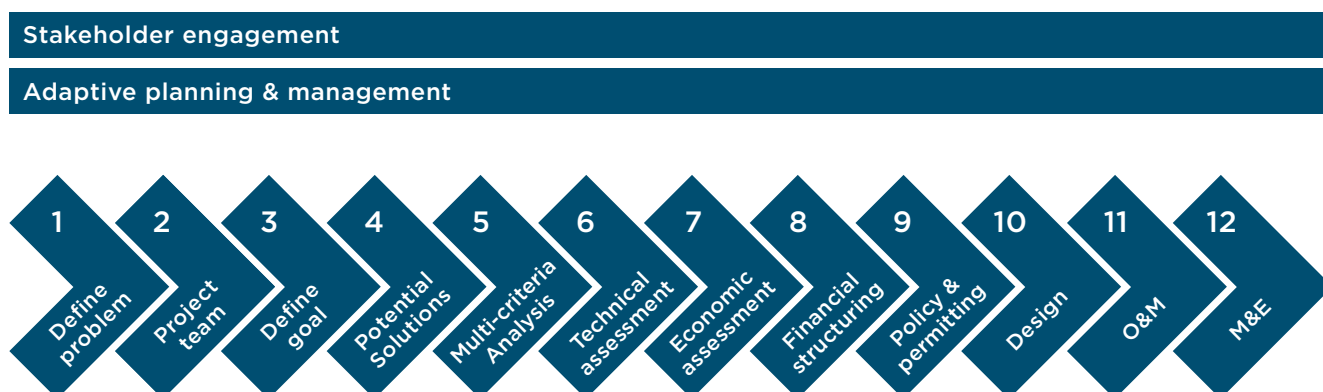 Stakeholder engagement
Adaptive planning & management
1
Define
problem
2
Project
team
3
Define
goal
4
Potential
Solutions
5
Multi-criteria
Analysis
6
Technical
assessment
7
Economic
assessment
8
Financial
structuring
9
Policy &
permitting
10
Design
11
O&M
12
M&E